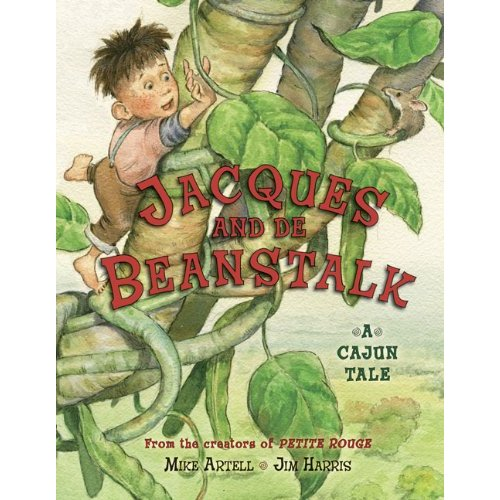 JACQUES
AND DE
BEANSTALK
A
CAJUN
TALE
From the creators of PETITE ROUGE
MIKE ARTELL JIM HARRIS